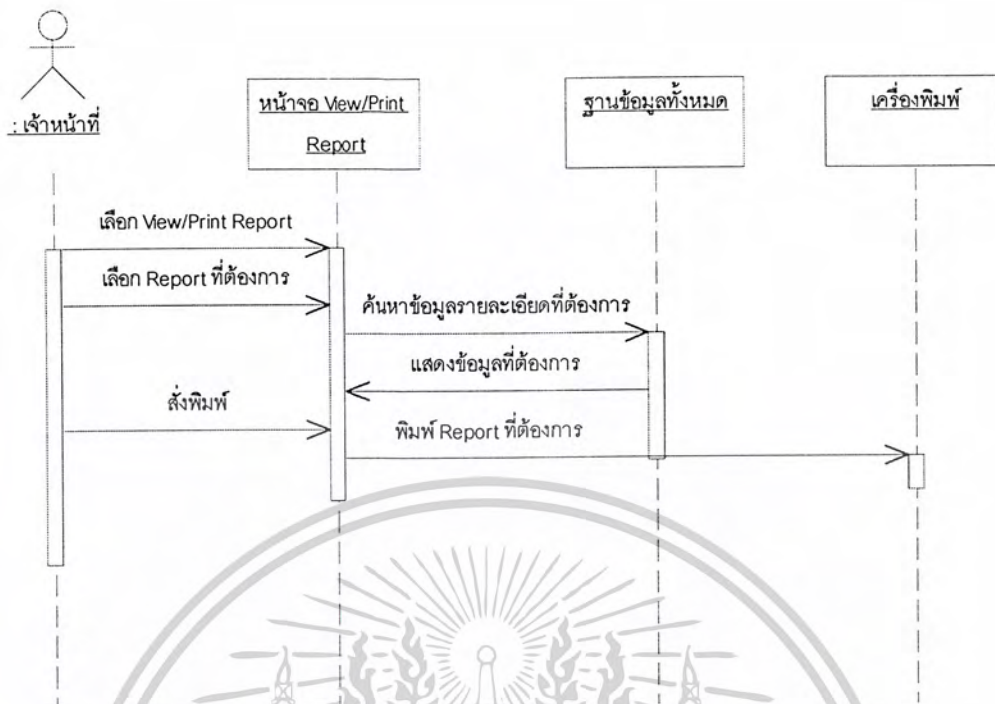 : เจ้าหน้าที่
หน้าจอ View/Print
Report
ฐานข้อมูลทั้งหมด
เครื่องพิมพ์
เลือก View/Print Report
เลือก Report ที่ต้องการ
ค้นหาข้อมูลรายละเอียดที่ต้องการ
แสดงข้อมูลที่ต้องการ
สั่งพิมพ์
พิมพ์ Report ที่ต้องการ